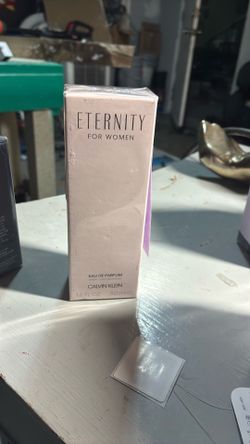 ETERNITY
FOR WOMEN
EAU DE PARFUM
CALVIN KLEIN